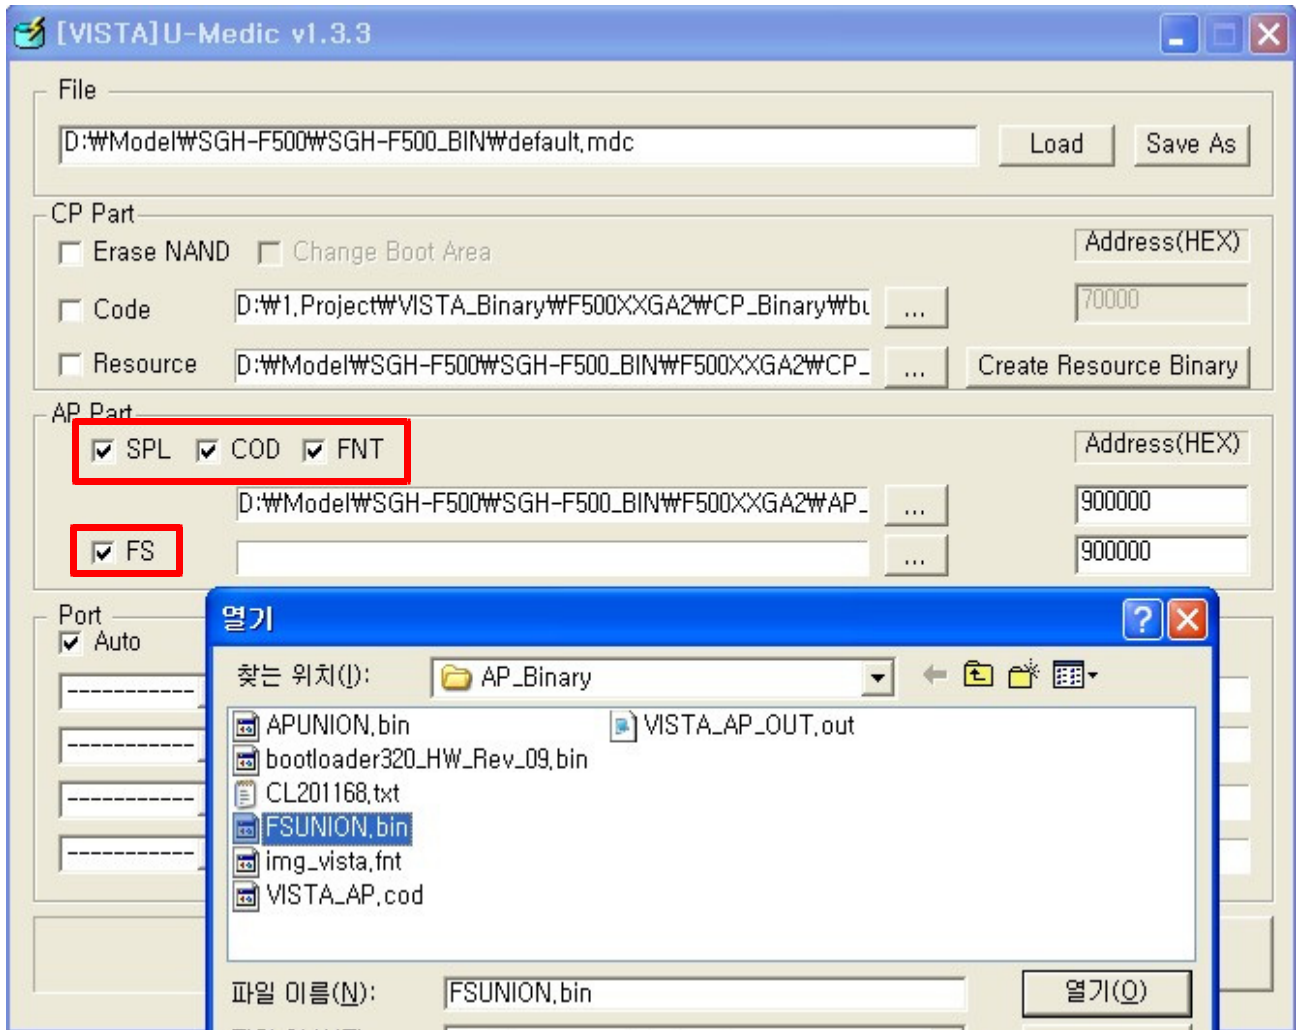 [VISTA]U-Medic v1.3.3
File
D:₩Model₩SGH-F500₩SGH-F500_BIN₩default.mdc
Load
Save As
CP Part
Erase NAND
Change Boot Area
Address(HEX)
Code
D:₩1.Project₩VISTA_Binary₩F500XXGA2₩CP_Binary₩bu
...
70000
Resource
D:₩Model₩SGH-F500₩SGH-F500_BIN₩F500XXGA2₩CP_
...
Create Resource Binary
AP Part
SPL
COD
FNT
Address(HEX)
D:₩Model₩SGH-F500₩SGH-F500_BIN₩F500XXGA2₩AP_
...
900000
FS
...
900000
Port
Auto
-----------
-----------
-----------
-----------
열기
찾는 위치(I):
AP_Binary
APUNION.bin
bootloader320_HW_Rev_09.bin
CL201168.txt
FSUNION.bin
img_vista.fnt
VISTA_AP.cod
VISTA_AP_OUT.out
파일 이름(N):
FSUNION.bin
열기(O)